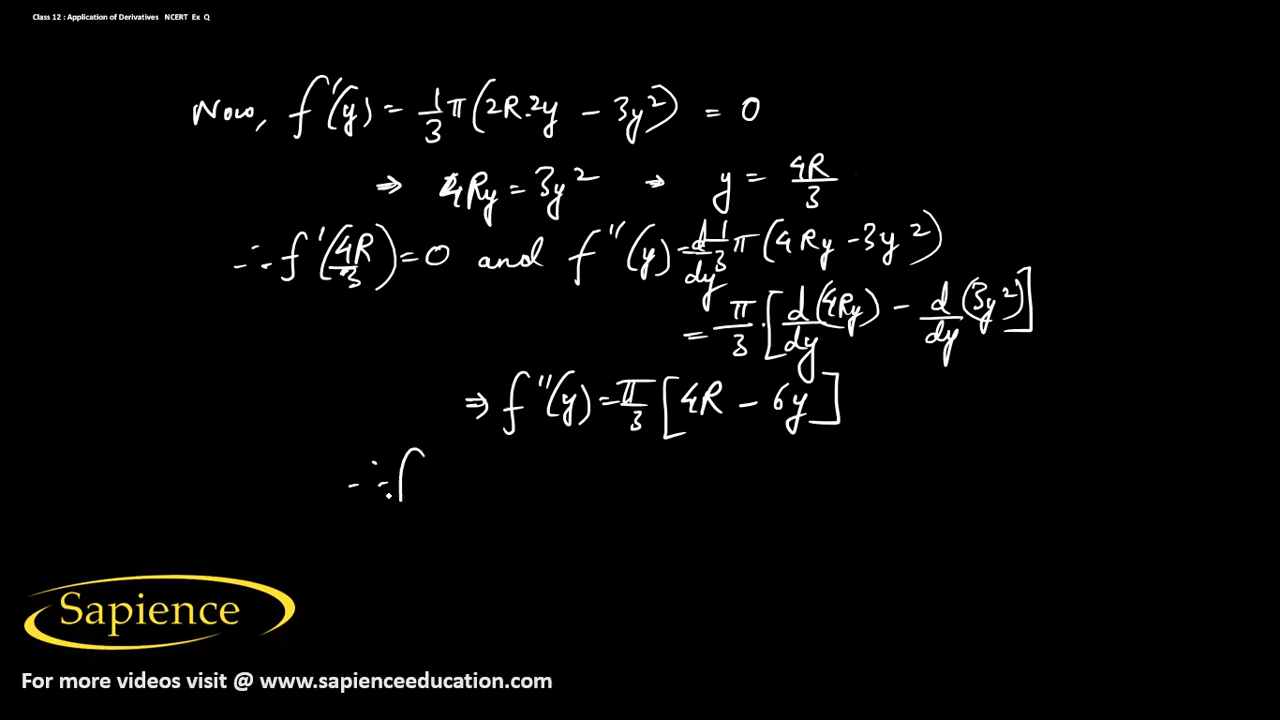 Class 12 : Application of Derivatives NCERT Ex Q
Now, f'(y) = 1/3 π(2R.2y - 3y²) = 0
⇒ 4Ry = 3y² ⇒ y = 4R/3
∴ f'(4R/3) = 0 and f''(y) = d/dy 1/3 π(4Ry - 3y²)
= π/3 · [d/dy (4Ry) - d/dy (3y²)]
⇒ f''(y) = π/3 [4R - 6y]
∴ f
Sapience
For more videos visit @ www.sapienceeducation.com